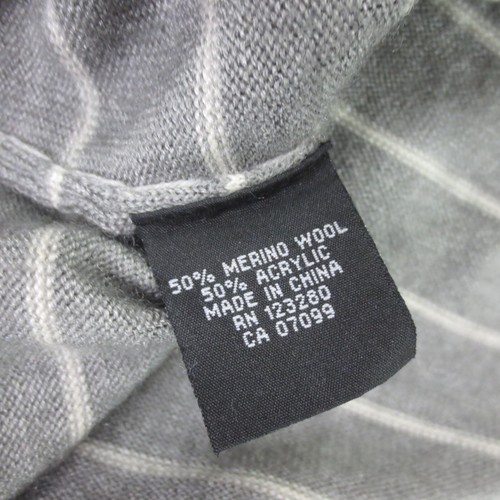 50% MERINO WOOL
50% ACRYLIC
MADE IN CHINA
RN 123280
CA 07099